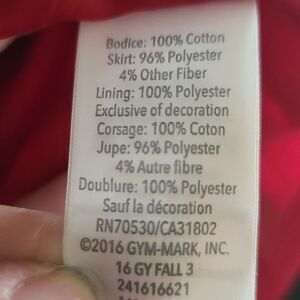 Bodice: 100% Cotton
Skirt: 96% Polyester
4% Other Fiber
Lining: 100% Polyester
Exclusive of decoration
Corsage: 100% Coton
Jupe: 96% Polyester
4% Autre fibre
Doublure: 100% Polyester
Sauf la décoration
RN70530/CA31802
©2016 GYM-MARK, INC.
16 GY FALL 3
241616621